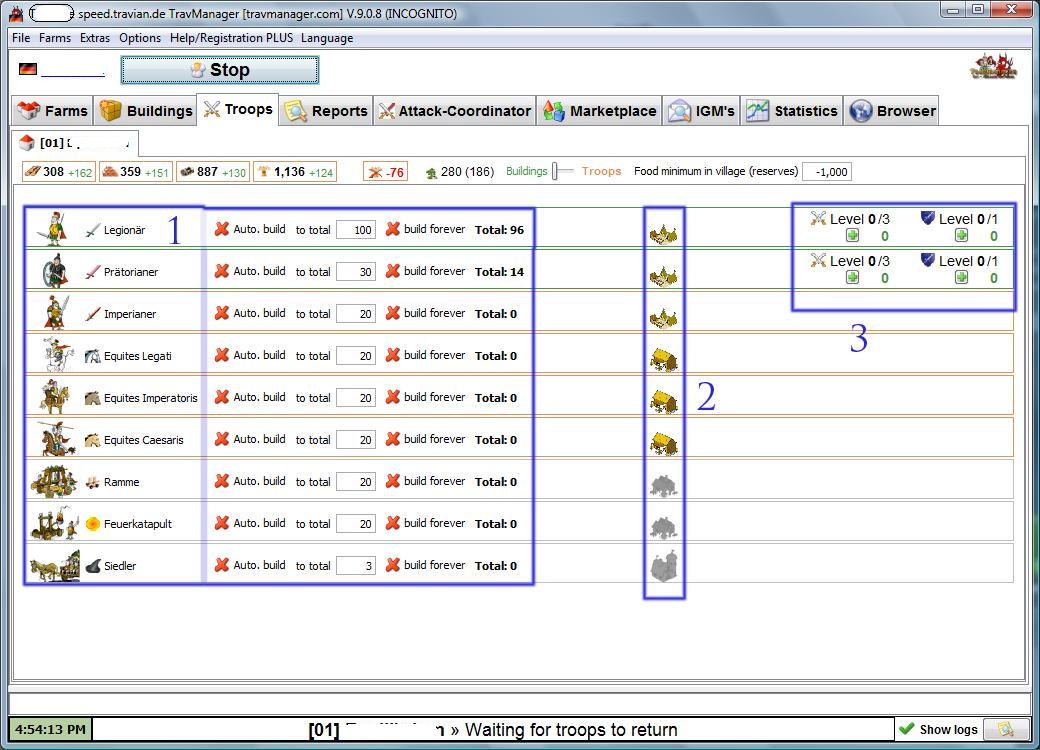 speed.travian.de TravManager [travmanager.com] V.9.0.8 (INCOGNITO)
File Farms Extras Options Help/Registration PLUS Language
Stop
Farms Buildings Troops Reports Attack-Coordinator Marketplace IGM's Statistics Browser
[01]
308 +162 359 +151 887 +130 1,136 +124 -76 280 (186) Buildings Troops Food minimum in village (reserves) -1,000
Legionär 1 Auto. build to total 100 build forever Total: 96 Level 0/3 Level 0/1
0 0
Prätorianer Auto. build to total 30 build forever Total: 14 Level 0/3 Level 0/1
0 0
Imperianer Auto. build to total 20 build forever Total: 0
3
Equites Legati Auto. build to total 20 build forever Total: 0
Equites Imperatoris Auto. build to total 20 build forever Total: 0 2
Equites Caesaris Auto. build to total 20 build forever Total: 0
Ramme Auto. build to total 20 build forever Total: 0
Feuerkatapult Auto. build to total 20 build forever Total: 0
Siedler Auto. build to total 3 build forever Total: 0
4:54:13 PM [01] » Waiting for troops to return Show logs